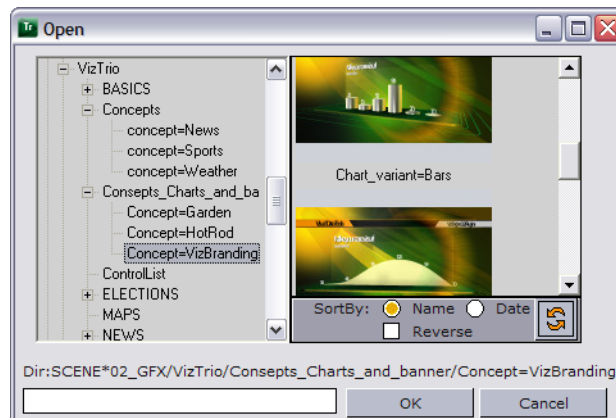 Tr Open
VizTrio
BASICS
Concepts
concept=News
concept=Sports
concept=Weather
Consepts_Charts_and_ba
Concept=Garden
Concept=HotRod
Concept=VizBranding
ControlList
ELECTIONS
MAPS
NEWS
Chart_variant=Bars
SortBy: Name Date
Reverse
Dir:SCENE*02_GFX/VizTrio/Consepts_Charts_and_banner/Concept=VizBranding
OK Cancel